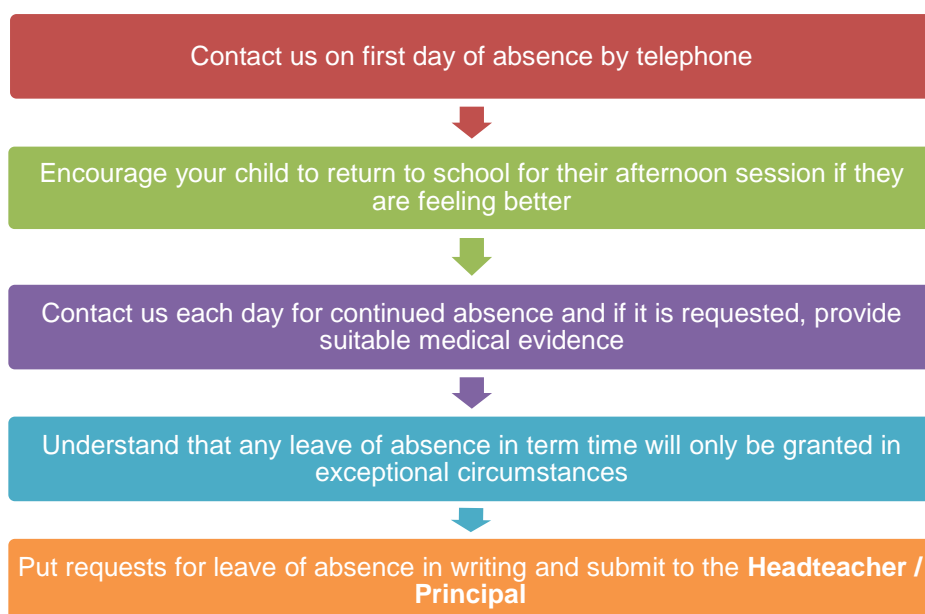 Contact us on first day of absence by telephone
Encourage your child to return to school for their afternoon session if they
are feeling better
Contact us each day for continued absence and if it is requested, provide
suitable medical evidence
Understand that any leave of absence in term time will only be granted in
exceptional circumstances
Put requests for leave of absence in writing and submit to the Headteacher /
Principal